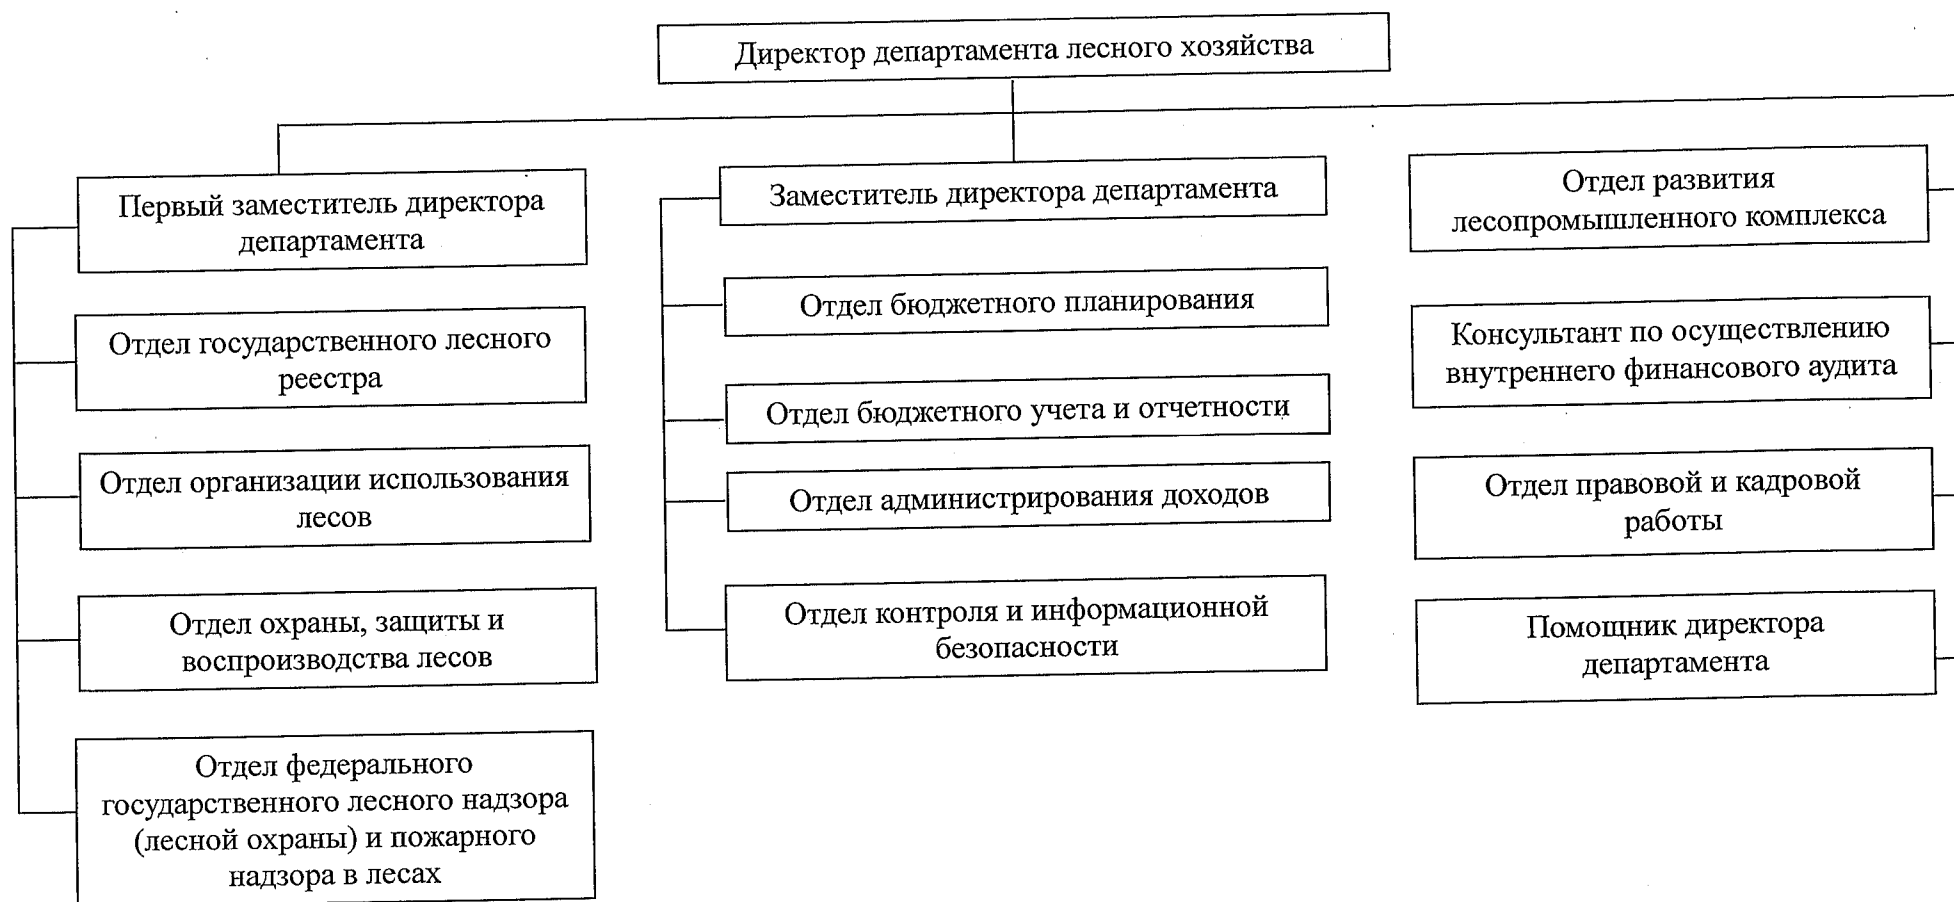 Директор департамента лесного хозяйства
Первый заместитель директора
департамента
Отдел государственного лесного
реестра
Отдел организации использования
лесов
Отдел охраны, защиты и
воспроизводства лесов
Отдел федерального
государственного лесного надзора
(лесной охраны) и пожарного
надзора в лесах
Заместитель директора департамента
Отдел бюджетного планирования
Отдел бюджетного учета и отчетности
Отдел администрирования доходов
Отдел контроля и информационной
безопасности
Отдел развития
лесопромышленного комплекса
Консультант по осуществлению
внутреннего финансового аудита
Отдел правовой и кадровой
работы
Помощник директора
департамента